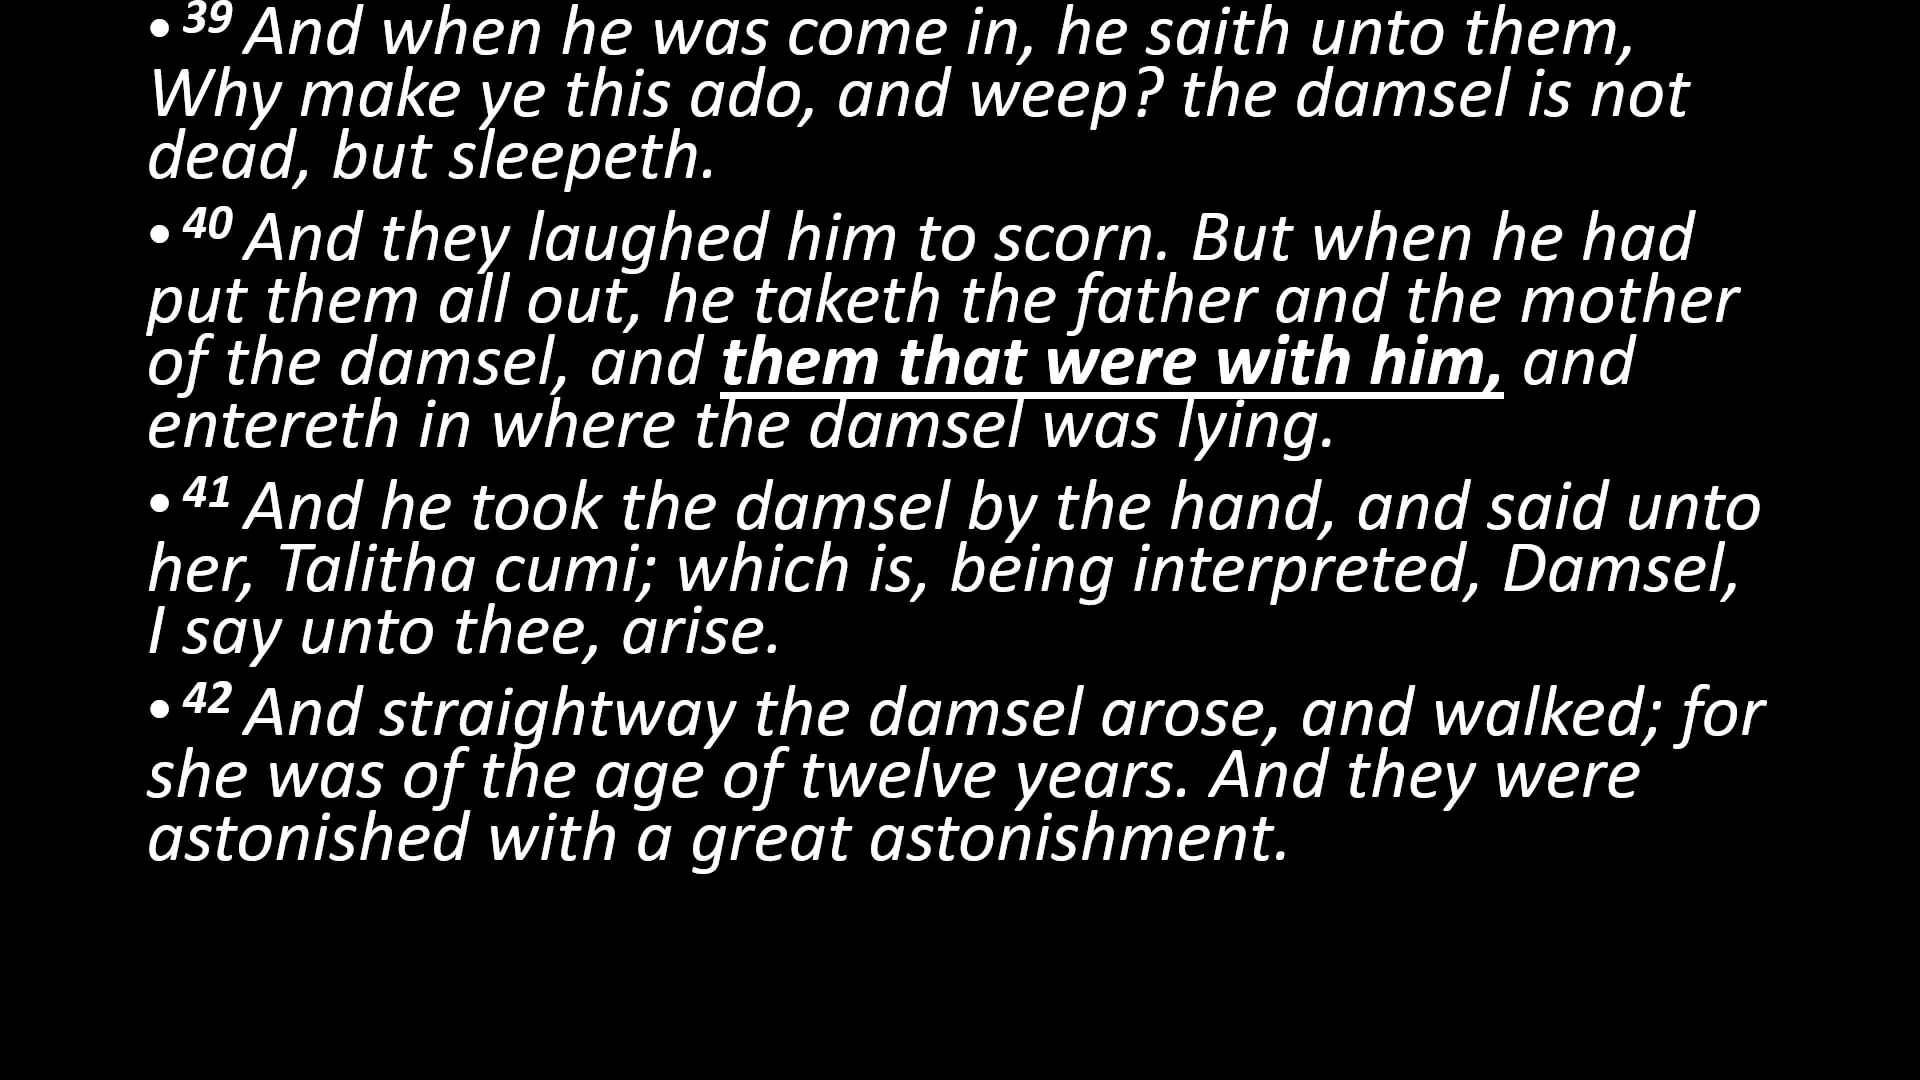 • 39 And when he was come in, he saith unto them,
Why make ye this ado, and weep? the damsel is not
dead, but sleepeth.
• 40 And they laughed him to scorn. But when he had
put them all out, he taketh the father and the mother
of the damsel, and them that were with him, and
entereth in where the damsel was lying.
• 41 And he took the damsel by the hand, and said unto
her, Talitha cumi; which is, being interpreted, Damsel,
I say unto thee, arise.
• 42 And straightway the damsel arose, and walked; for
she was of the age of twelve years. And they were
astonished with a great astonishment.